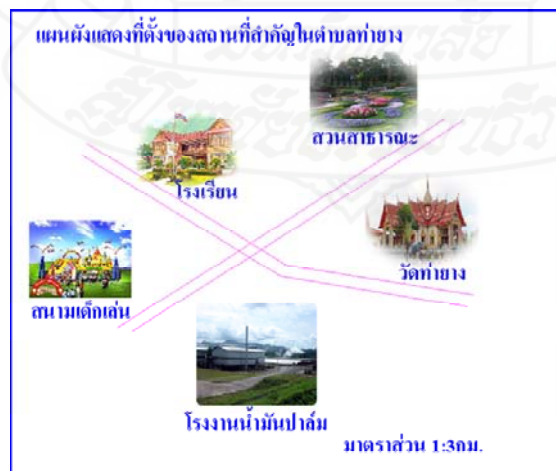 แผนผังแสดงที่ตั้งของสถานที่สำคัญในตำบลท่ายาง
สวนสาธารณะ
โรงเรียน
วัดท่ายาง
สนามเด็กเล่น
โรงงานน้ำมันปาล์ม
มาตราส่วน 1:3กม.